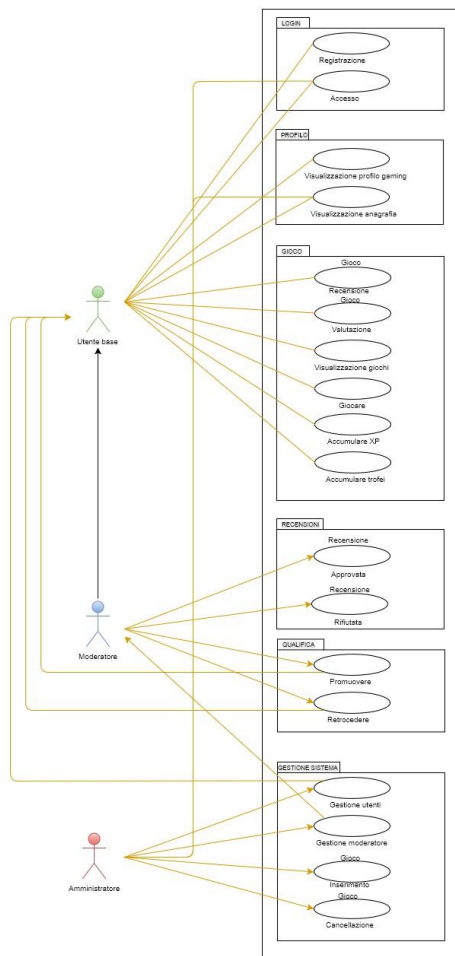 LOGIN
Registrazione
Accesso
PROFILO
Visualizzazione profilo gaming
Visualizzazione anagrafia
GIOCO
Gioco
Recensione
Gioco
Valutazione
Visualizzazione gicchi
Giocare
Accumulare XP
Accumulare trofei
Utente base
RECENSIONI
Recensione
Approvata
Recensione
Rifiutata
Moderatore
QUALIFICA
Promuovere
Retrocedere
GESTIONE SISTEMA
Gestione utenti
Gestione moderatore
Gioco
Inserimento
Gioco
Cancellazione
Amministratore